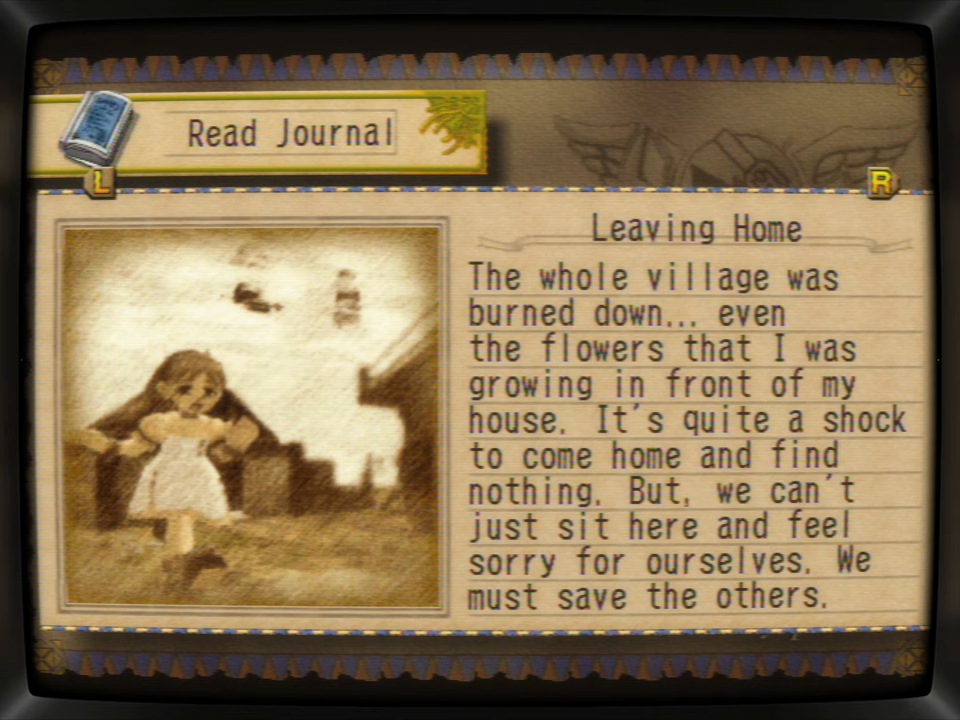 Read Journal
L
R
Leaving Home
The whole village was
burned down... even
the flowers that I was
growing in front of my
house. It's quite a shock
to come home and find
nothing. But, we can't
just sit here and feel
sorry for ourselves. We
must save the others.